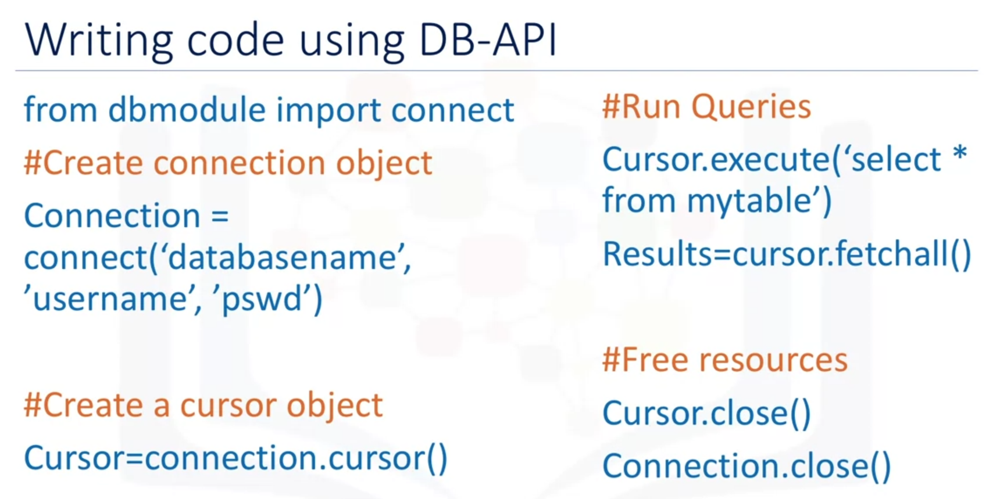 Writing code using DB-API
from dbmodule import connect
#Create connection object
Connection =
connect(‘databasename’,
’username’, ’pswd’)
#Create a cursor object
Cursor=connection.cursor()
#Run Queries
Cursor.execute(‘select *
from mytable’)
Results=cursor.fetchall()
#Free resources
Cursor.close()
Connection.close()